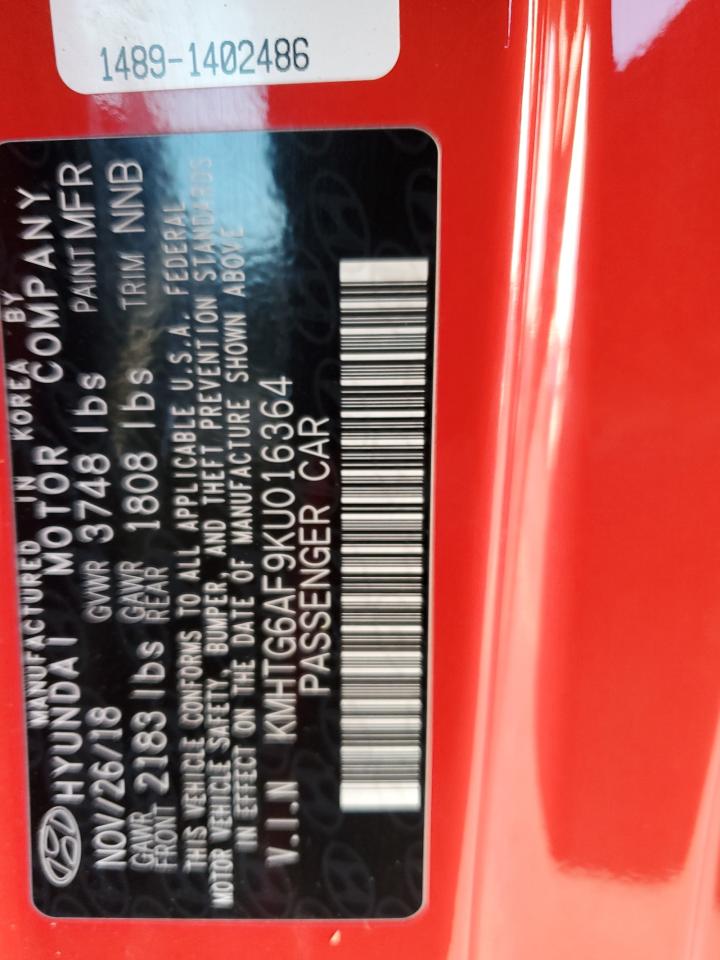 1489-1402486
MANUFACTURED IN KOREA BY
HYUNDAI MOTOR COMPANY
NOV/26/18 GVWR 3748 lbs PAINT MFR
GAWR FRONT 2183 lbs GAWR REAR 1808 lbs TRIM NNB
THIS VEHICLE CONFORMS TO ALL APPLICABLE U.S.A. FEDERAL
MOTOR VEHICLE SAFETY, BUMPER, AND THEFT PREVENTION STANDARDS
IN EFFECT ON THE DATE OF MANUFACTURE SHOWN ABOVE
V.I.N KMHTG6AF9KU016364
PASSENGER CAR